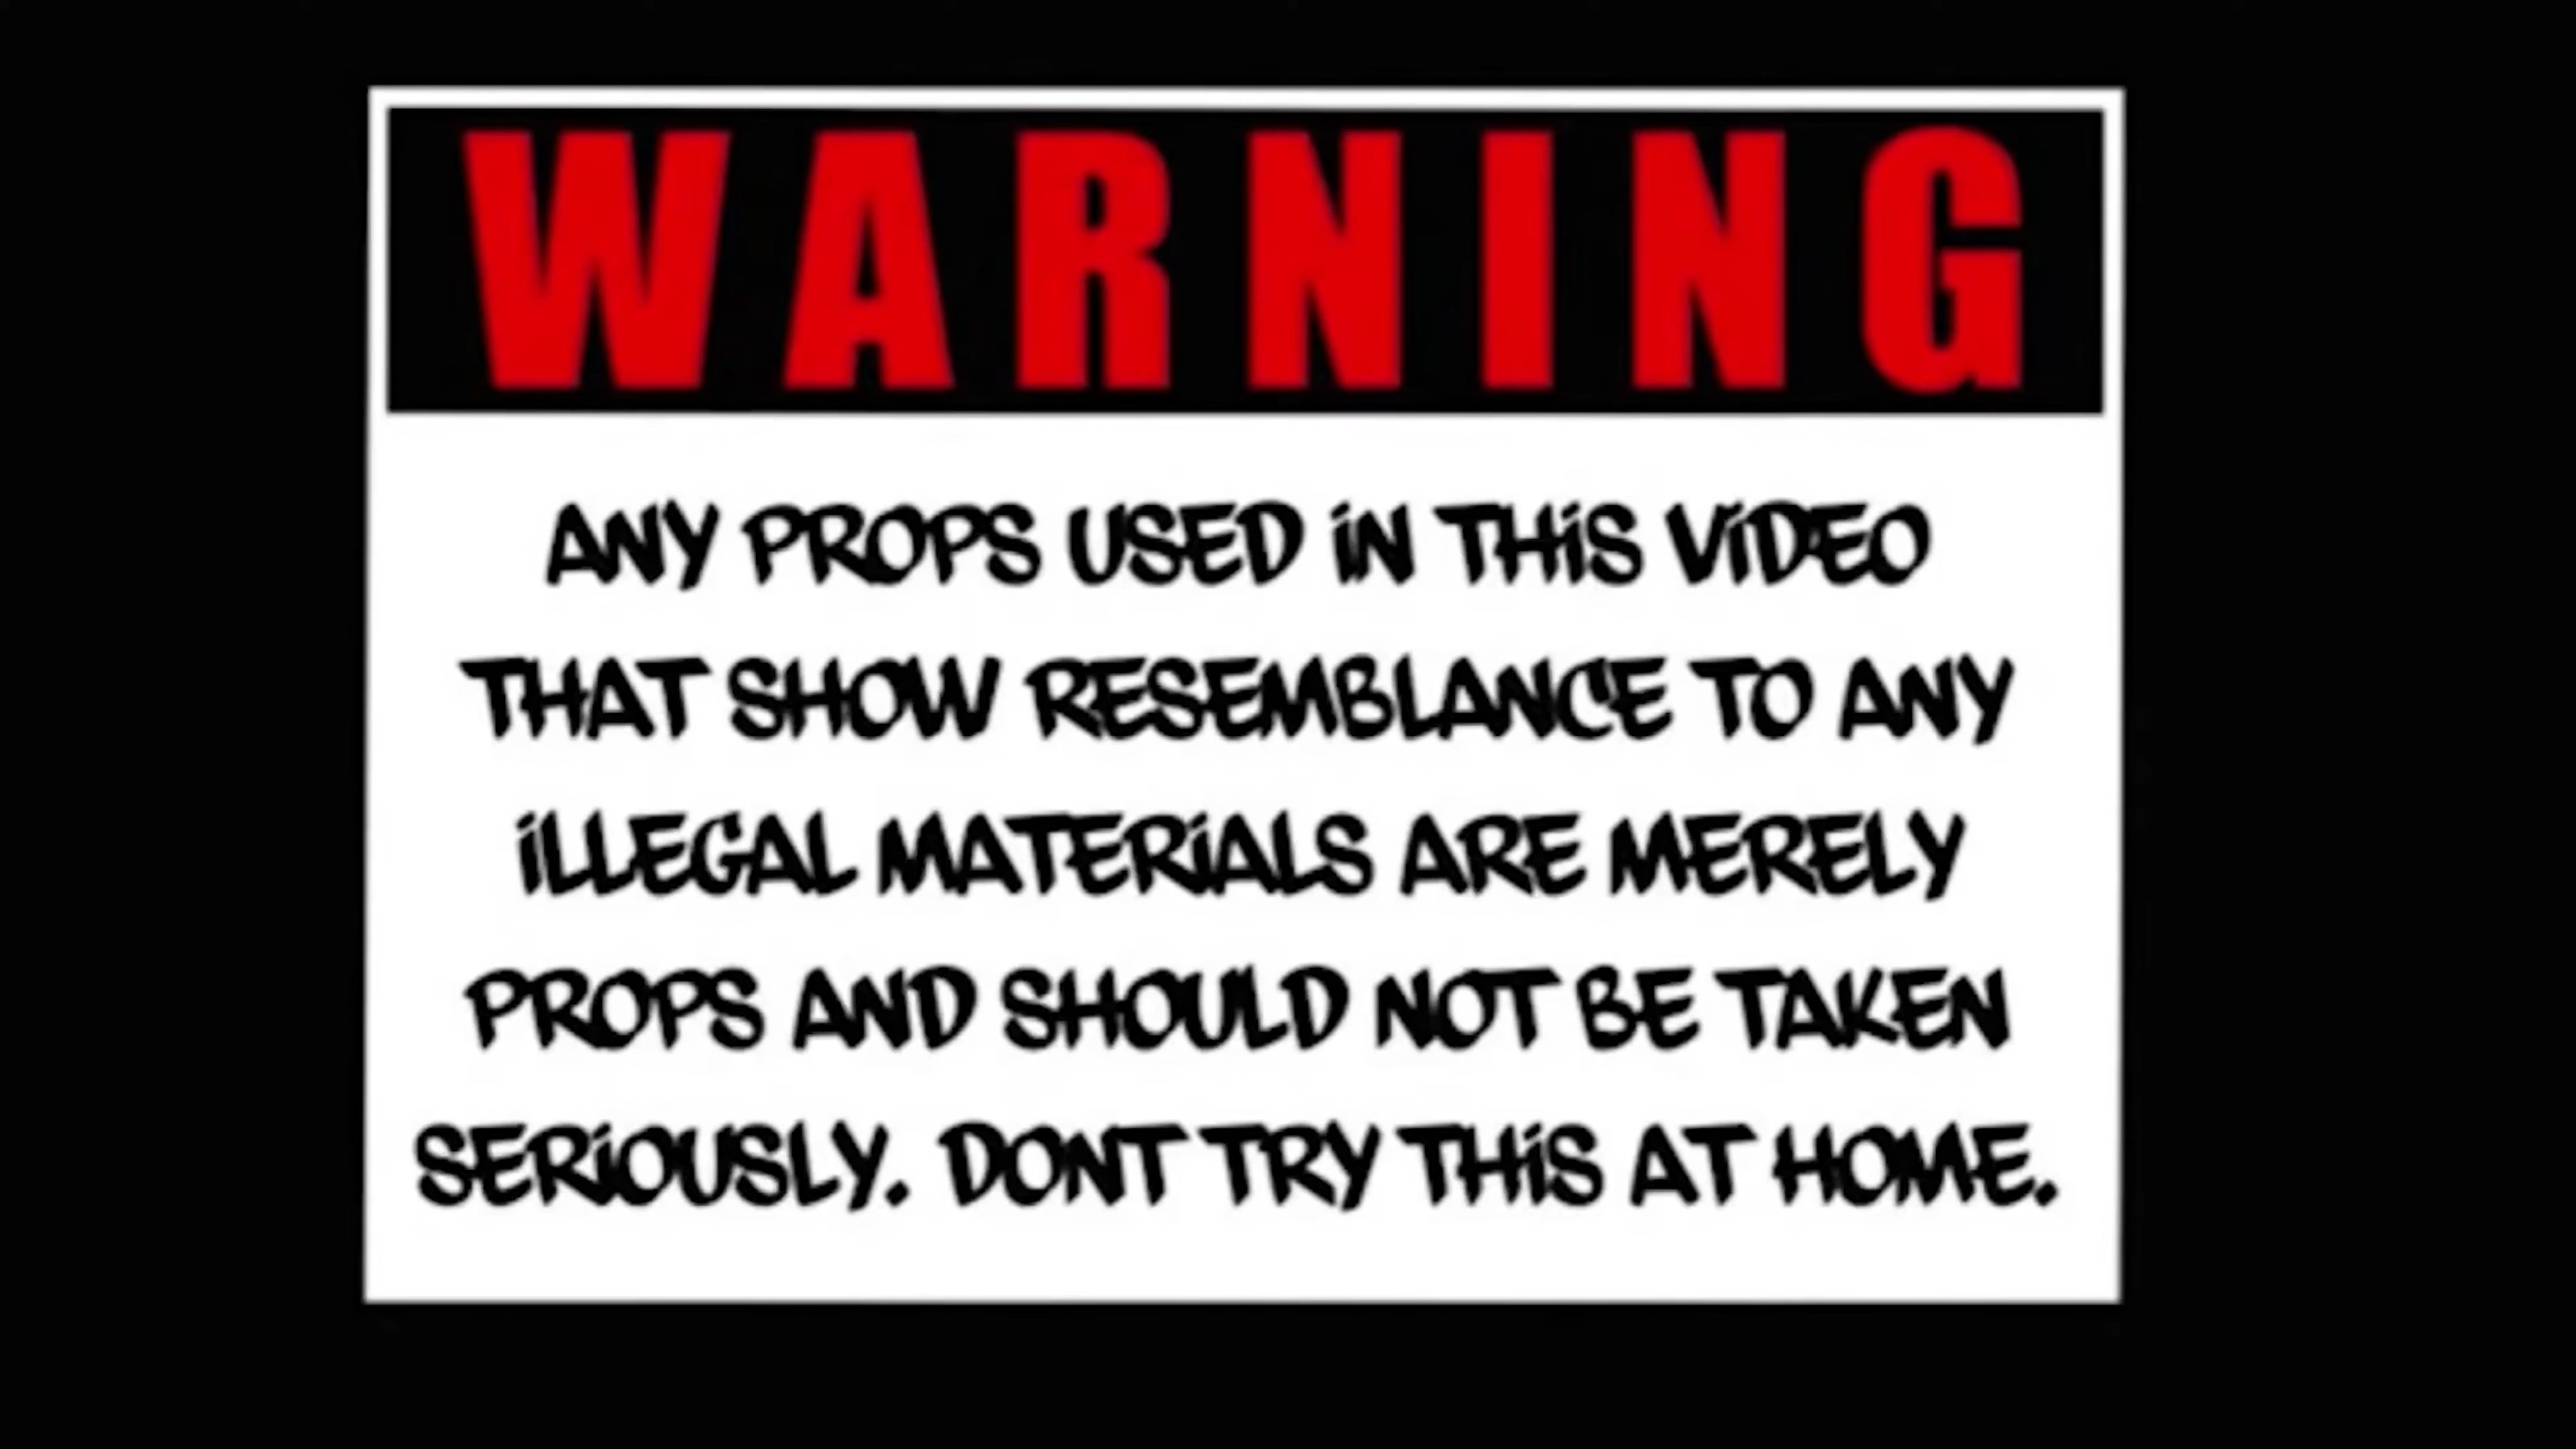 WARNING
ANY PROPS USED iN THiS ViDEO
THAT SHOW RESEMBLANCE TO ANY
iLLEGAL MATERiALS ARE MERELY
PROPS AND SHOULD NOT BE TAKEN
SERiOUSLY. DONT TRY THiS AT HOME.